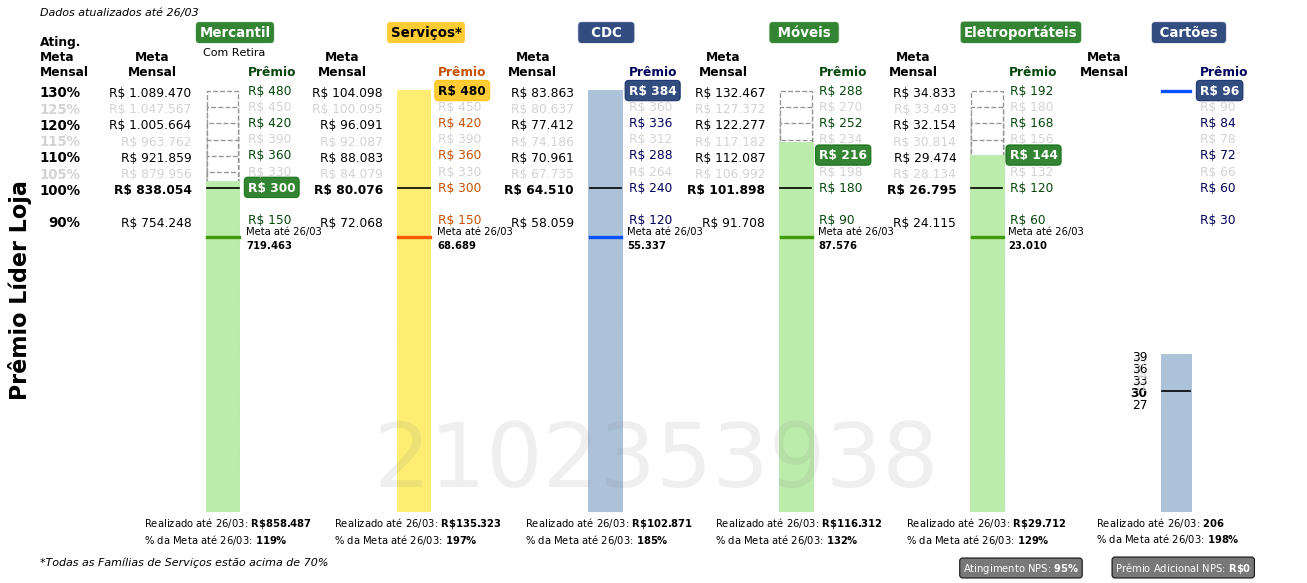 Dados atualizados até 26/03
Mercantil Serviços* CDC Móveis Eletroportáteis Cartões
Com Retira
Ating. Meta Mensal Meta Mensal Prêmio Meta Mensal Prêmio Meta Mensal Prêmio Meta Mensal Prêmio Meta Mensal Prêmio Meta Mensal Prêmio
130% R$ 1.089.470 R$ 480 R$ 104.098 R$ 480 R$ 83.863 R$ 384 R$ 132.467 R$ 288 R$ 34.833 R$ 192 R$ 96
125% R$ 1.047.567 R$ 450 R$ 100.095 R$ 450 R$ 80.637 R$ 360 R$ 127.372 R$ 270 R$ 33.493 R$ 180 R$ 90
120% R$ 1.005.664 R$ 420 R$ 96.091 R$ 420 R$ 77.412 R$ 336 R$ 122.277 R$ 252 R$ 32.154 R$ 168 R$ 84
115% R$ 963.762 R$ 390 R$ 92.087 R$ 390 R$ 74.186 R$ 312 R$ 117.182 R$ 234 R$ 30.814 R$ 156 R$ 78
110% R$ 921.859 R$ 360 R$ 88.083 R$ 360 R$ 70.961 R$ 288 R$ 112.087 R$ 216 R$ 29.474 R$ 144 R$ 72
105% R$ 879.956 R$ 330 R$ 84.079 R$ 330 R$ 67.735 R$ 264 R$ 106.992 R$ 198 R$ 28.134 R$ 132 R$ 66
100% R$ 838.054 R$ 300 R$ 80.076 R$ 300 R$ 64.510 R$ 240 R$ 101.898 R$ 180 R$ 26.795 R$ 120 R$ 60
90% R$ 754.248 R$ 150 R$ 72.068 R$ 150 R$ 58.059 R$ 120 R$ 91.708 R$ 90 R$ 24.115 R$ 60 R$ 30
Meta até 26/03 Meta até 26/03 Meta até 26/03 Meta até 26/03 Meta até 26/03
719.463 68.689 55.337 87.576 23.010
Prêmio Líder Loja
39
36
33
30
27
2102353938
Realizado até 26/03: R$858.487 Realizado até 26/03: R$135.323 Realizado até 26/03: R$102.871 Realizado até 26/03: R$116.312 Realizado até 26/03: R$29.712 Realizado até 26/03: 206
% da Meta até 26/03: 119% % da Meta até 26/03: 197% % da Meta até 26/03: 185% % da Meta até 26/03: 132% % da Meta até 26/03: 129% % da Meta até 26/03: 198%
*Todas as Famílias de Serviços estão acima de 70% Atingimento NPS: 95% Prêmio Adicional NPS: R$0